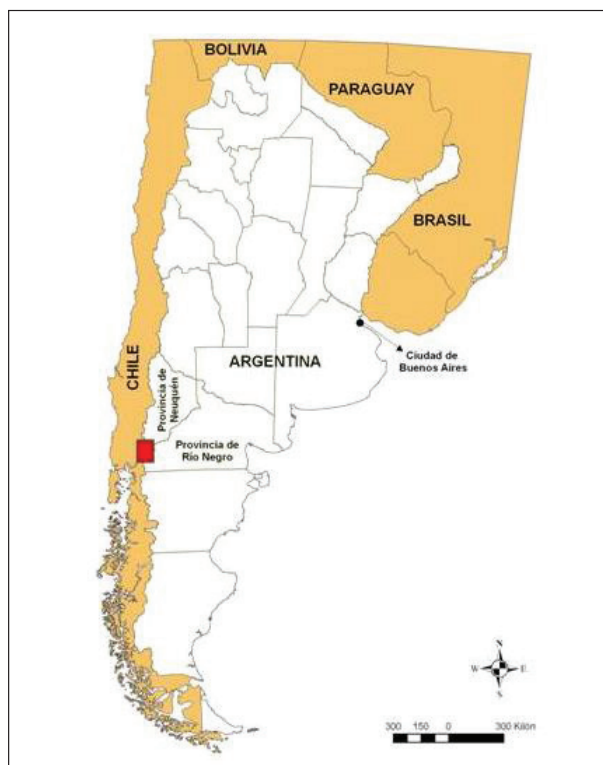 BOLIVIA
PARAGUAY
BRASIL
CHILE
ARGENTINA
Ciudad de
Buenos Aires
Provincia de
Neuquén
Provincia de
Río Negro
N
W E
S
300 150 0 300 Kilóm